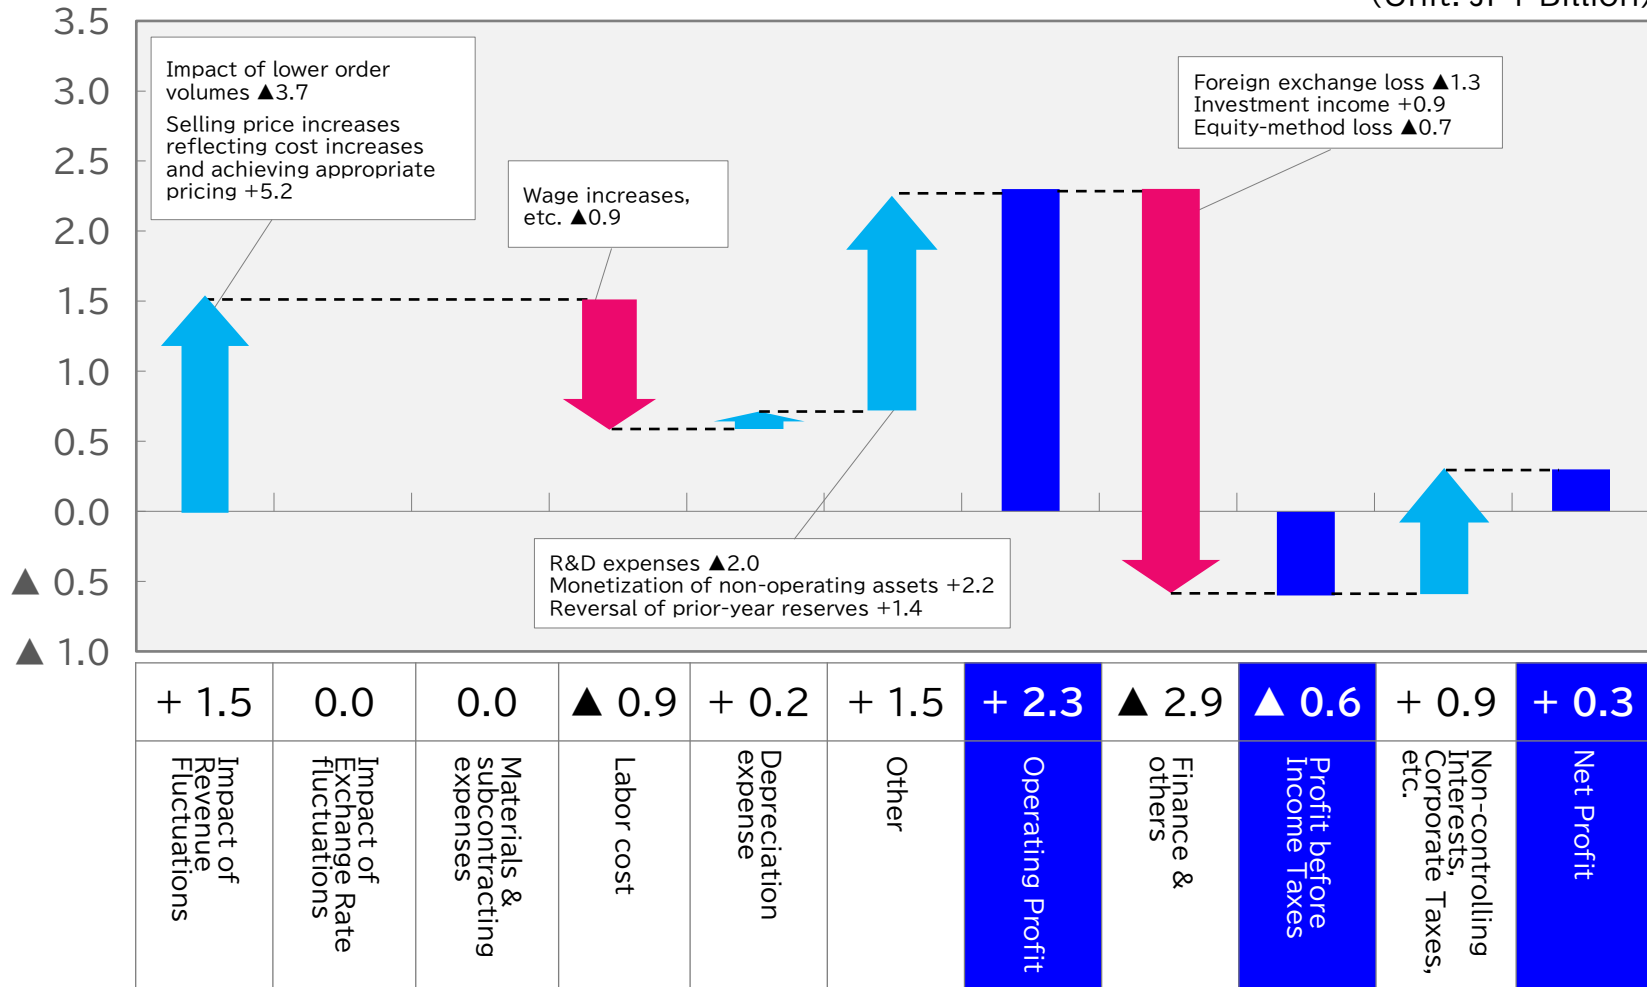 3.5
3.0
2.5
2.0
1.5
1.0
0.5
0.0
▲ 0.5
▲ 1.0
Impact of lower order
volumes ▲3.7
Selling price increases
reflecting cost increases
and achieving appropriate
pricing +5.2
Wage increases,
etc. ▲0.9
Foreign exchange loss ▲1.3
Investment income +0.9
Equity-method loss ▲0.7
R&D expenses ▲2.0
Monetization of non-operating assets +2.2
Reversal of prior-year reserves +1.4
+ 1.5
0.0
0.0
▲ 0.9
+ 0.2
+ 1.5
+ 2.3
▲ 2.9
▲ 0.6
+ 0.9
+ 0.3
Impact of
Revenue
Fluctuations
Impact of
Exchange Rate
fluctuations
Materials &
subcontracting
expenses
Labor cost
Depreciation
expense
Other
Operating Profit
Finance &
others
Profit before
Income Taxes
Non-controlling
Interests,
Corporate Taxes,
etc.
Net Profit